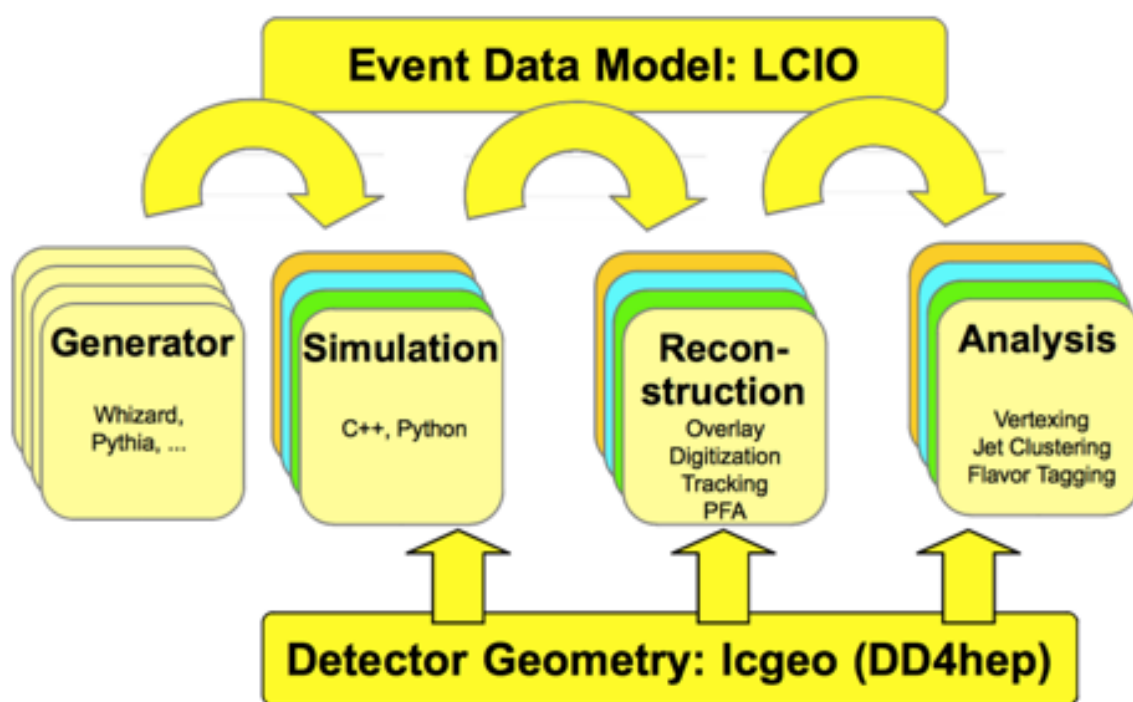 Event Data Model: LCIO
Generator
Whizard,
Pythia, ...
Simulation
C++, Python
Recon-
struction
Overlay
Digitization
Tracking
PFA
Analysis
Vertexing
Jet Clustering
Flavor Tagging
Detector Geometry: lcgeo (DD4hep)